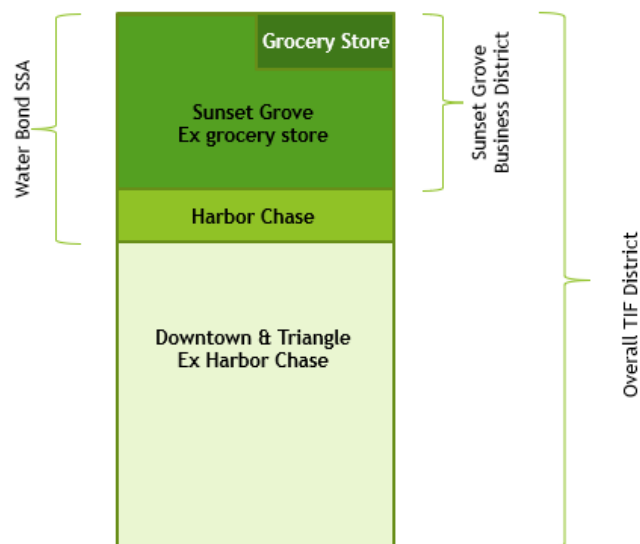 Grocery Store
Sunset Grove
Ex grocery store
Harbor Chase
Downtown & Triangle
Ex Harbor Chase
Water Bond SSA
Sunset Grove
Business District
Overall TIF District